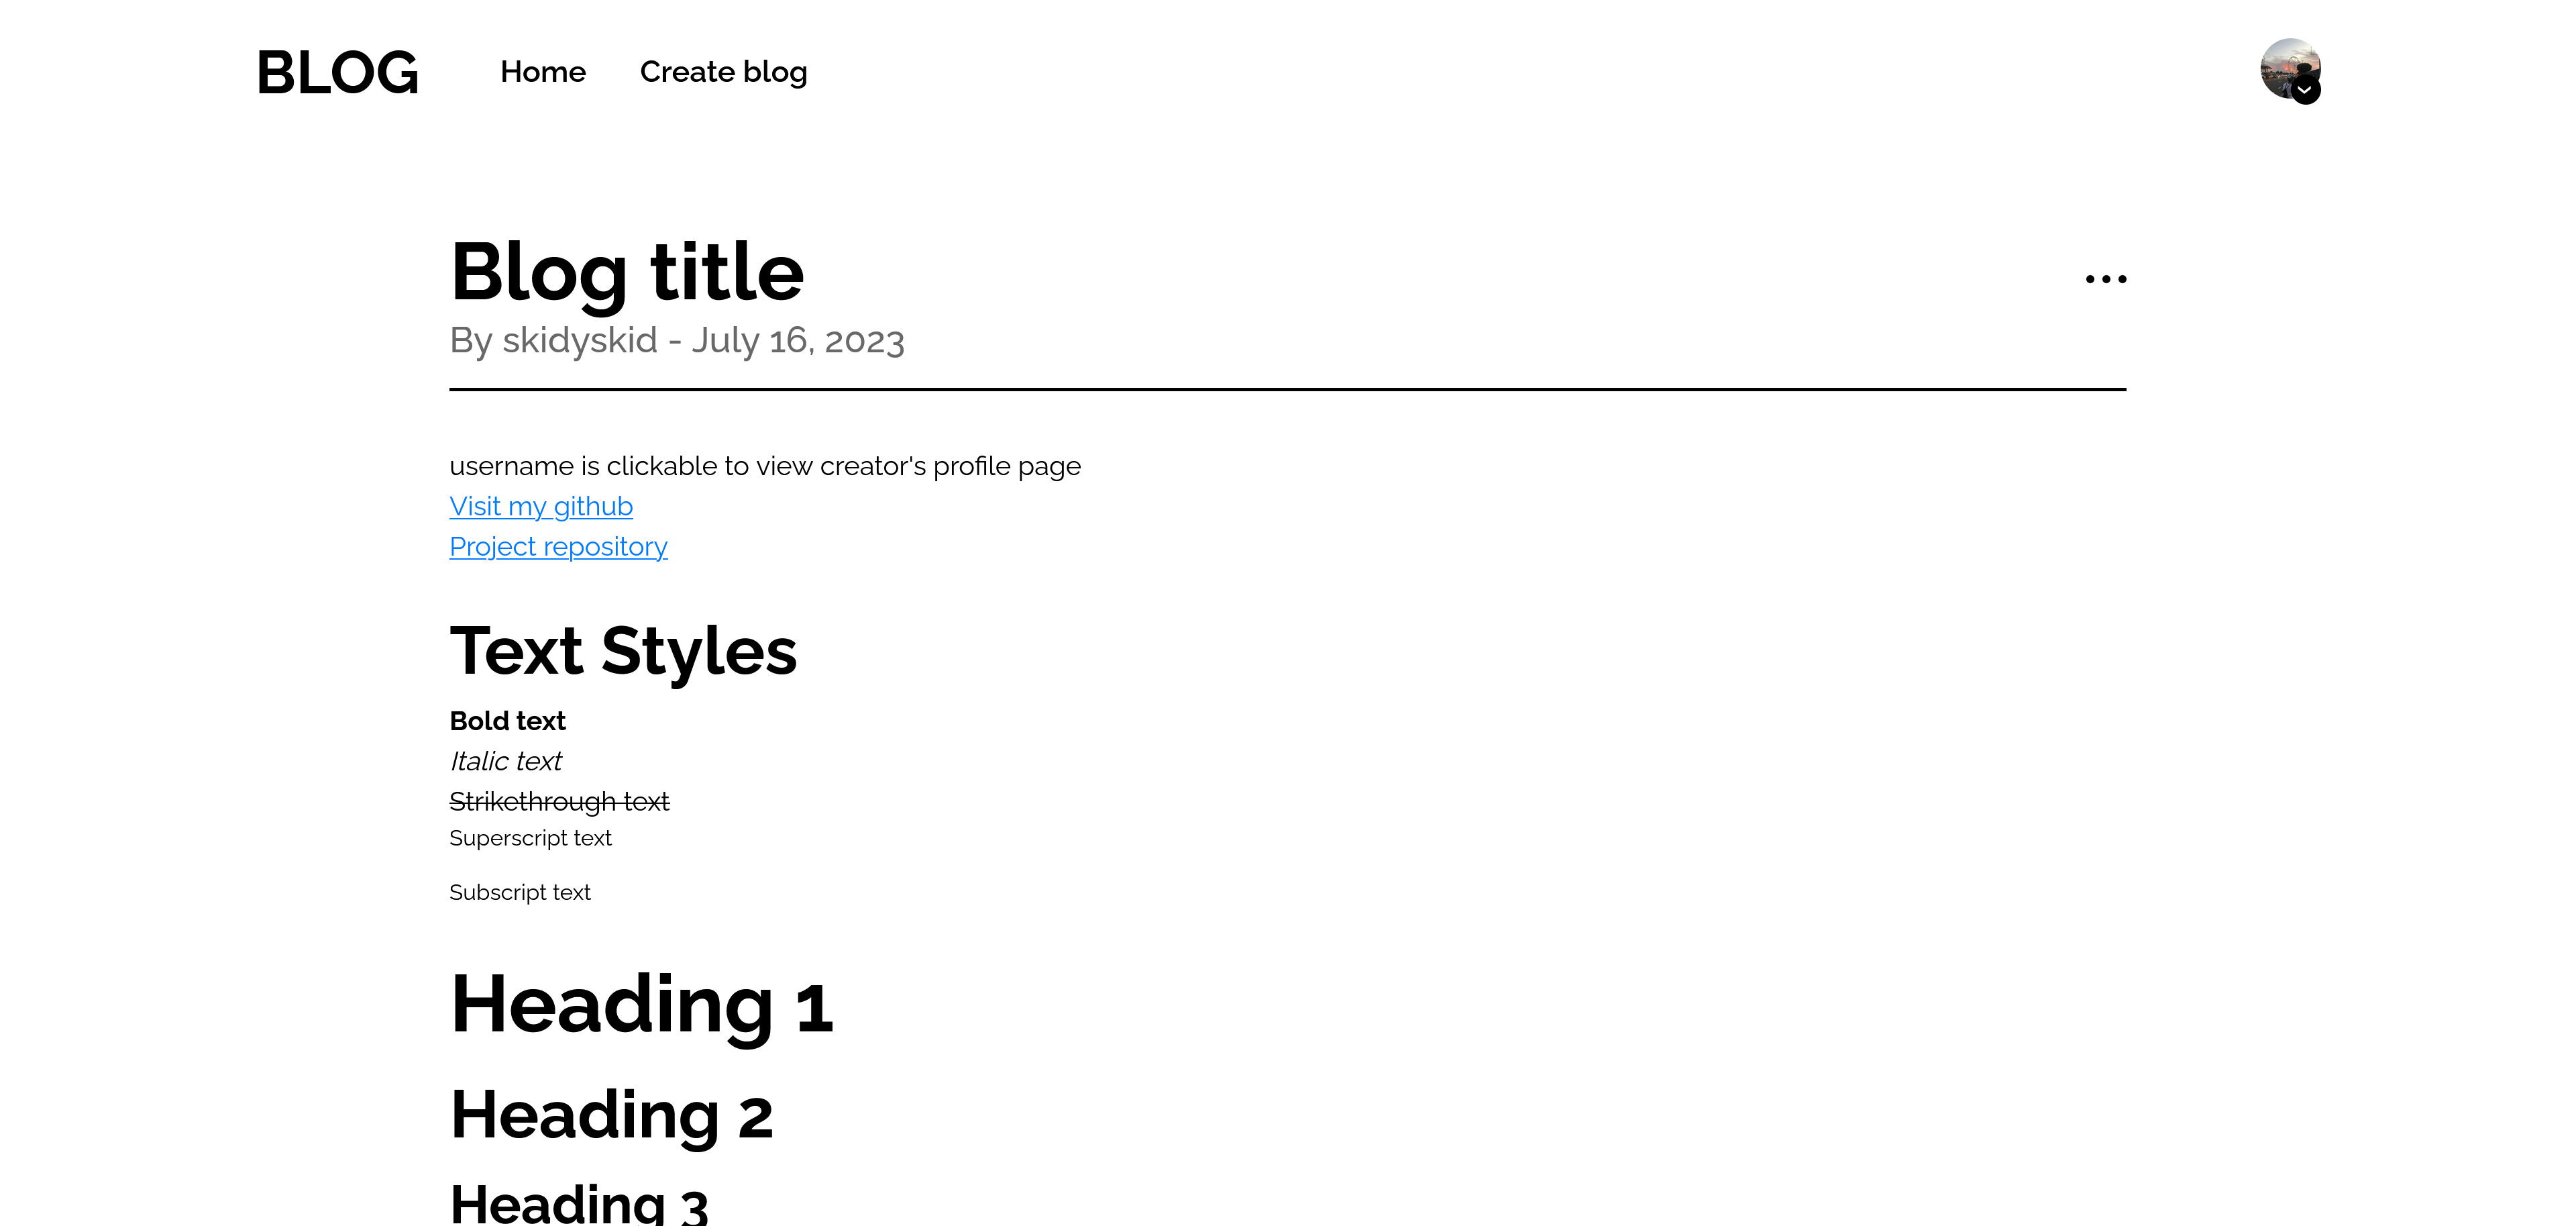 BLOG Home Create blog
Blog title
By skidyskid - July 16, 2023
username is clickable to view creator's profile page
Visit my github
Project repository
Text Styles
Bold text
Italic text
Strikethrough text
Superscript text
Subscript text
Heading 1
Heading 2
Heading 3